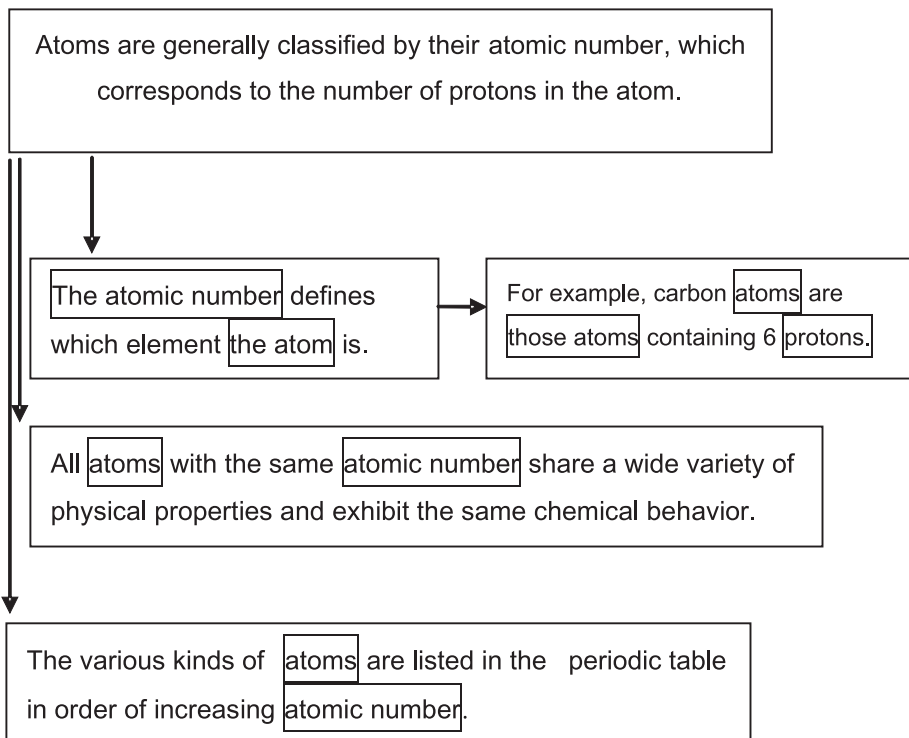 Atoms are generally classified by their atomic number, which
corresponds to the number of protons in the atom.
The atomic number defines
which element the atom is.
For example, carbon atoms are
those atoms containing 6 protons.
All atoms with the same atomic number share a wide variety of
physical properties and exhibit the same chemical behavior.
The various kinds of atoms are listed in the periodic table
in order of increasing atomic number.